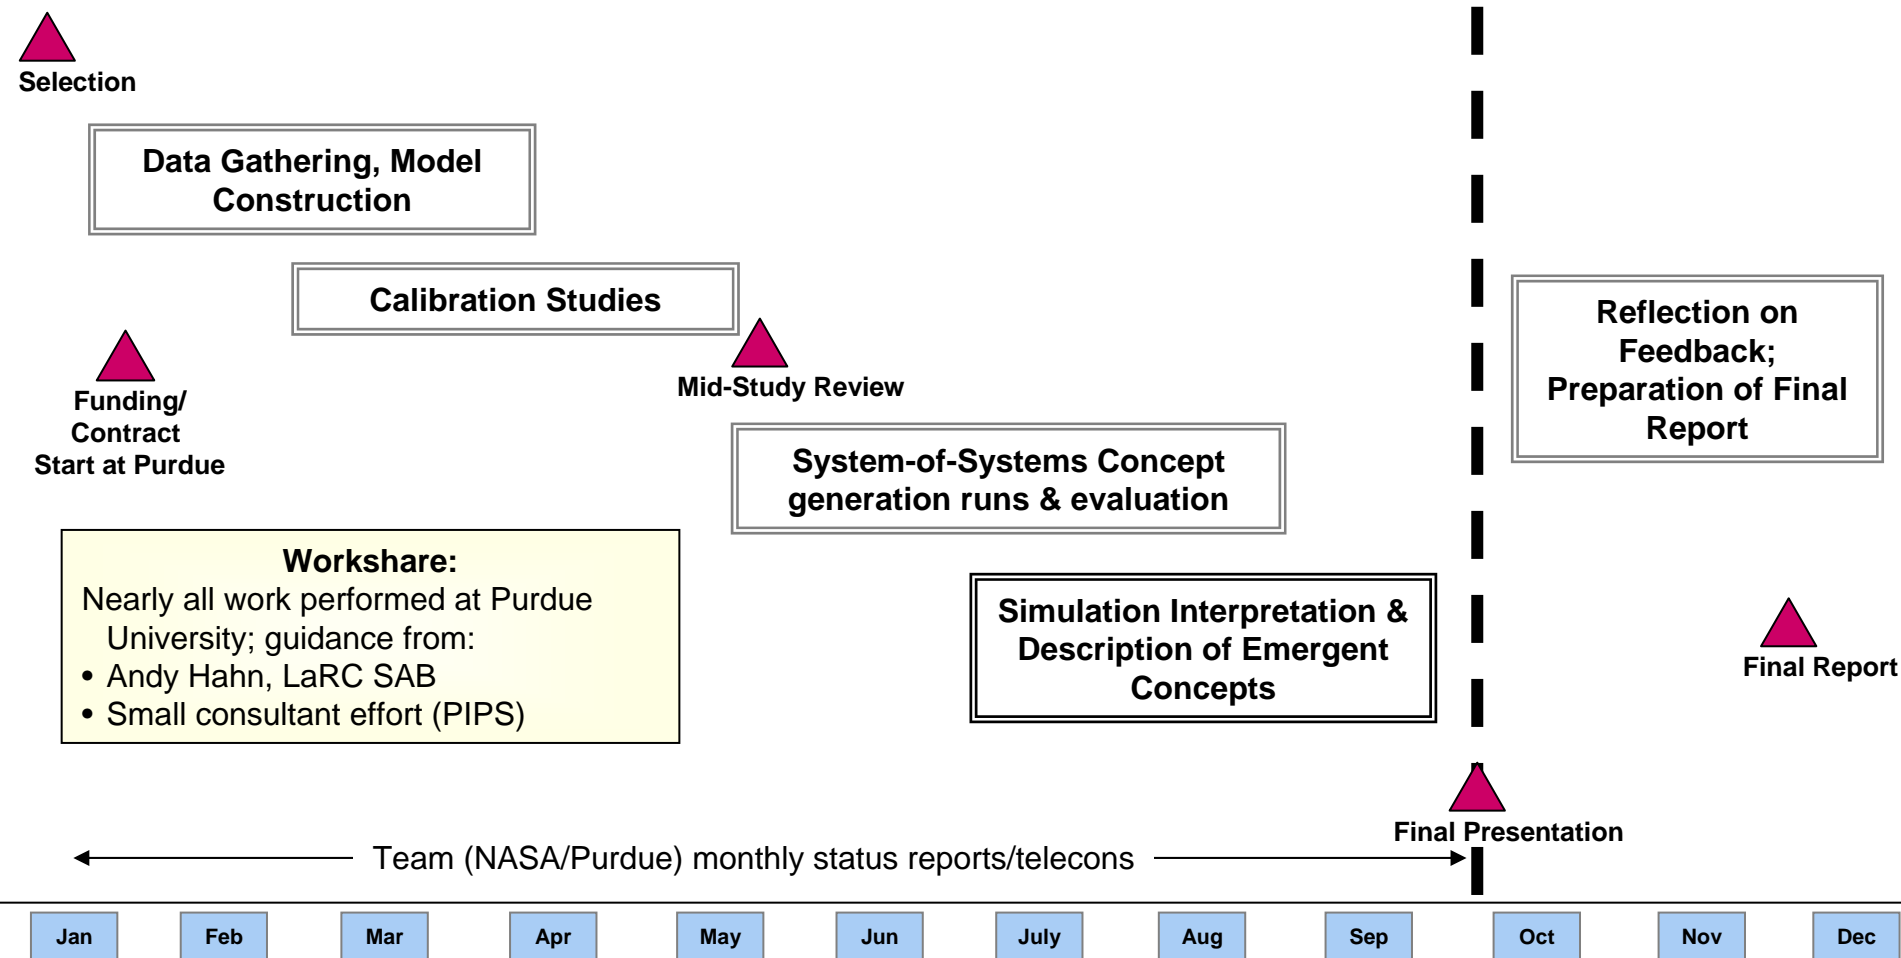 Selection
Data Gathering, Model
Construction
Calibration Studies
Funding/
Contract
Start at Purdue
Mid-Study Review
Reflection on
Feedback;
Preparation of Final
Report
System-of-Systems Concept
generation runs & evaluation
Workshare:
Nearly all work performed at Purdue
University; guidance from:
• Andy Hahn, LaRC SAB
• Small consultant effort (PIPS)
Simulation Interpretation &
Description of Emergent
Concepts
Final Report
Final Presentation
Team (NASA/Purdue) monthly status reports/telecons
Jan Feb Mar Apr May Jun July Aug Sep Oct Nov Dec